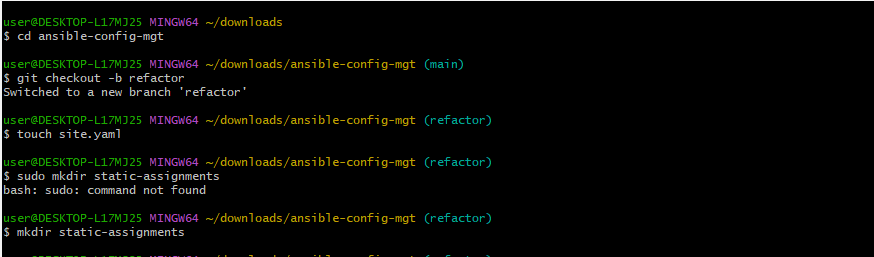 user@DESKTOP-L17MJ25 MINGW64 ~/downloads
$ cd ansible-config-mgt
user@DESKTOP-L17MJ25 MINGW64 ~/downloads/ansible-config-mgt (main)
$ git checkout -b refactor
Switched to a new branch 'refactor'
user@DESKTOP-L17MJ25 MINGW64 ~/downloads/ansible-config-mgt (refactor)
$ touch site.yaml
user@DESKTOP-L17MJ25 MINGW64 ~/downloads/ansible-config-mgt (refactor)
$ sudo mkdir static-assignments
bash: sudo: command not found
user@DESKTOP-L17MJ25 MINGW64 ~/downloads/ansible-config-mgt (refactor)
$ mkdir static-assignments